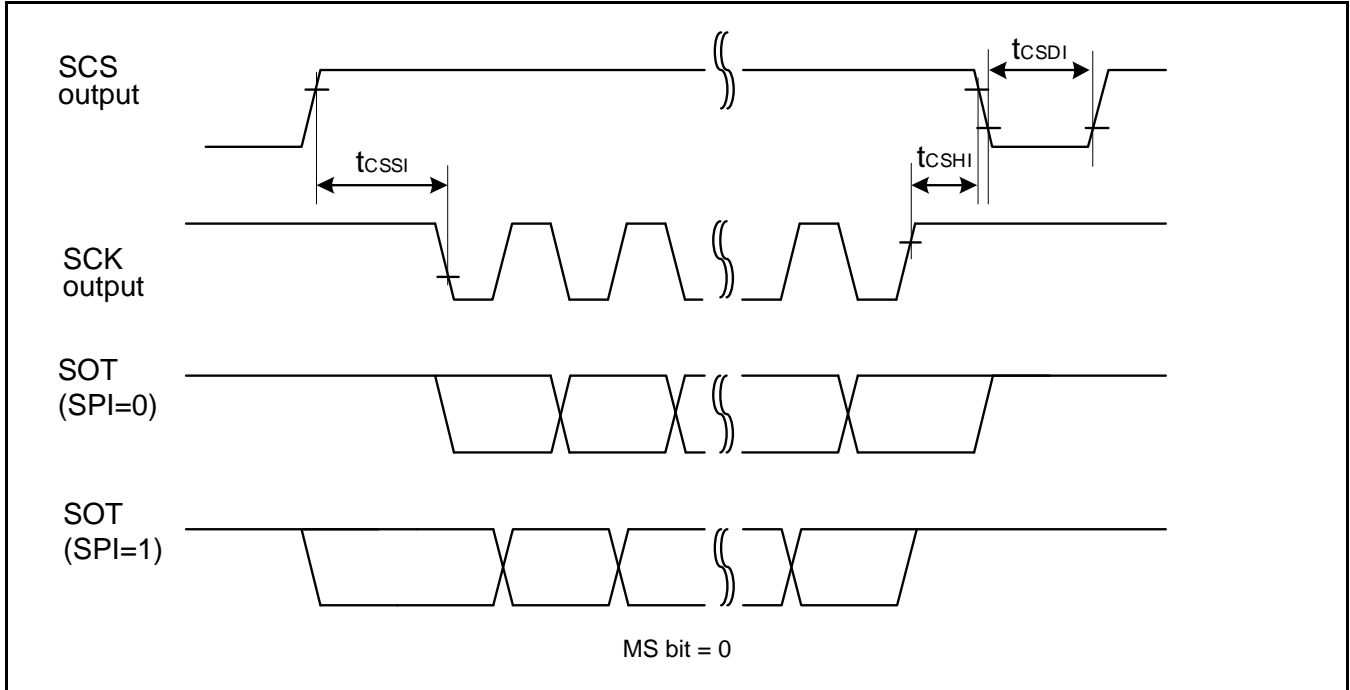 SCS
output
tCSDI
tCSSI
tCSHI
SCK
output
SOT
(SPI=0)
SOT
(SPI=1)
MS bit = 0